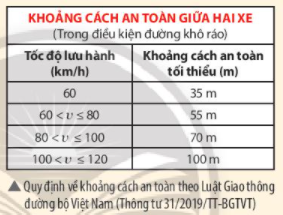 KHOẢNG CÁCH AN TOÀN GIỮA HAI XE
(Trong điều kiện đường khô ráo)
Tốc độ lưu hành (km/h) Khoảng cách an toàn tối thiểu (m)
60 35 m
60 < v ≤ 80 55 m
80 < v ≤ 100 70 m
100 < v ≤ 120 100 m
▲ Quy định về khoảng cách an toàn theo Luật Giao thông
đường bộ Việt Nam (Thông tư 31/2019/TT-BGTVT)